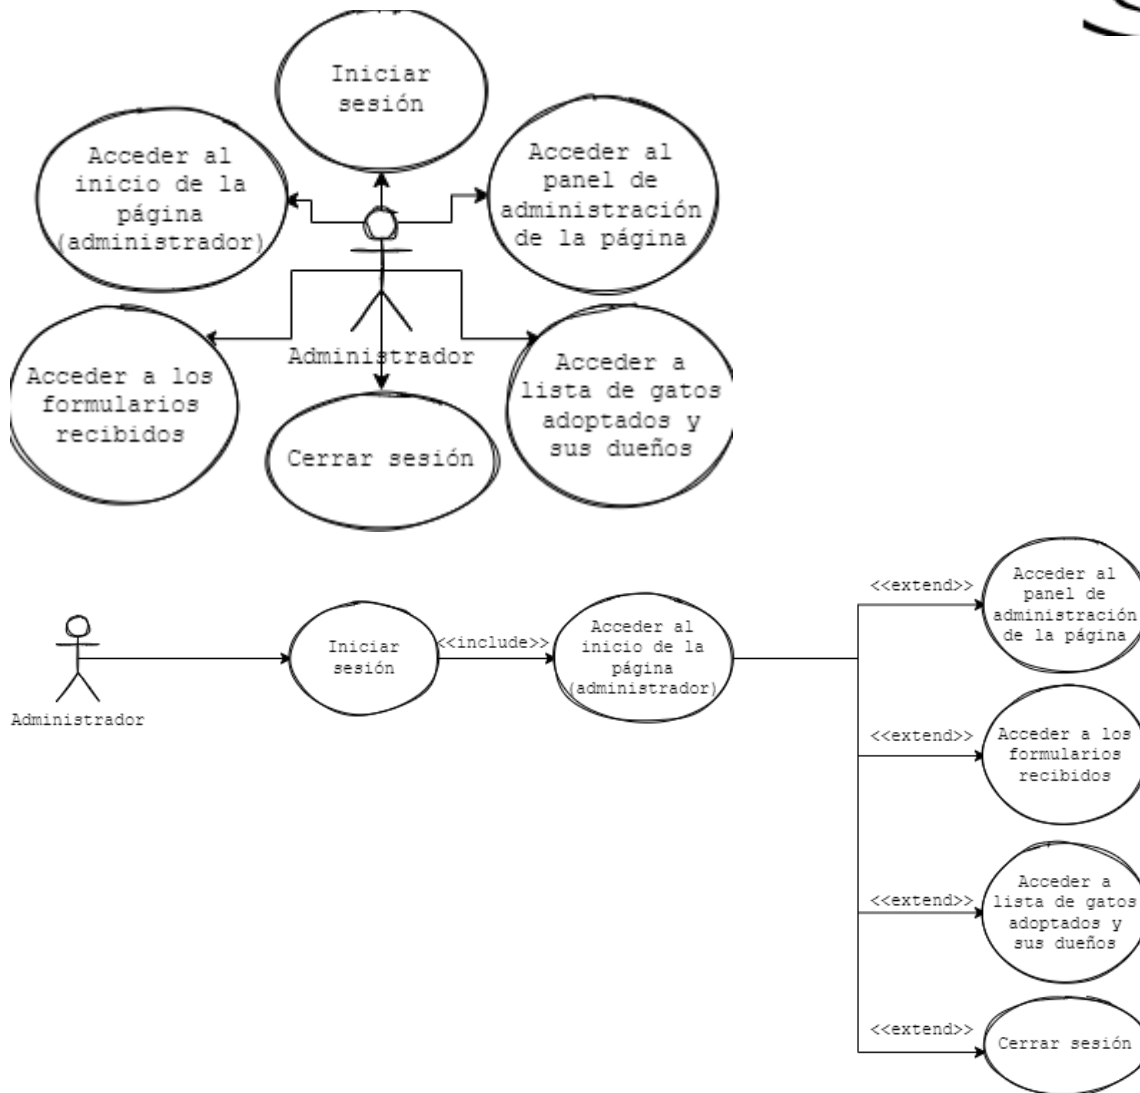 Iniciar
sesión
Acceder al
inicio de la
página
(administrador)
Acceder al
panel de
administración
de la página
Administrador
Acceder a los
formularios
recibidos
Acceder a
lista de gatos
adoptados y
sus dueños
Cerrar sesión
Administrador
Iniciar
sesión
<<include>>
Acceder al
inicio de la
página
(administrador)
<<extend>>
Acceder al
panel de
administración
de la página
<<extend>>
Acceder a los
formularios
recibidos
<<extend>>
Acceder a
lista de gatos
adoptados y
sus dueños
<<extend>>
Cerrar sesión